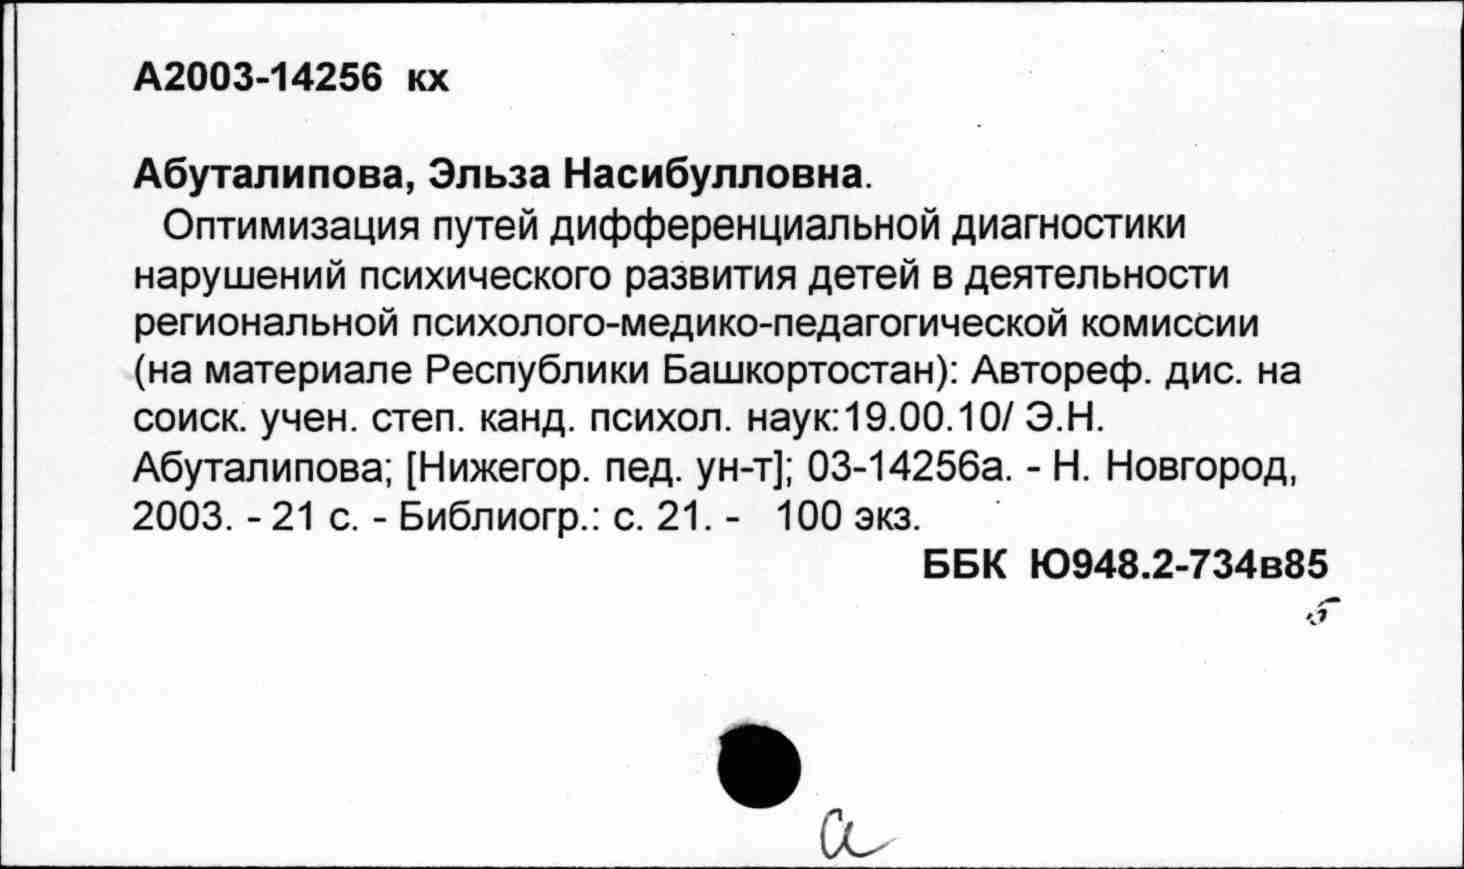 А2003-14256 кх
Абуталипова, Эльза Насибулловна.
Оптимизация путей дифференциальной диагностики
нарушений психического развития детей в деятельности
региональной психолого-медико-педагогической комиссии
(на материале Республики Башкортостан): Автореф. дис. на
соиск. учен. степ. канд. психол. наук:19.00.10/ Э.Н.
Абуталипова; [Нижегор. пед. ун-т]; 03-14256а. - Н. Новгород,
2003. - 21 с. - Библиогр.: с. 21. - 100 экз.
ББК Ю948.2-734в85
а